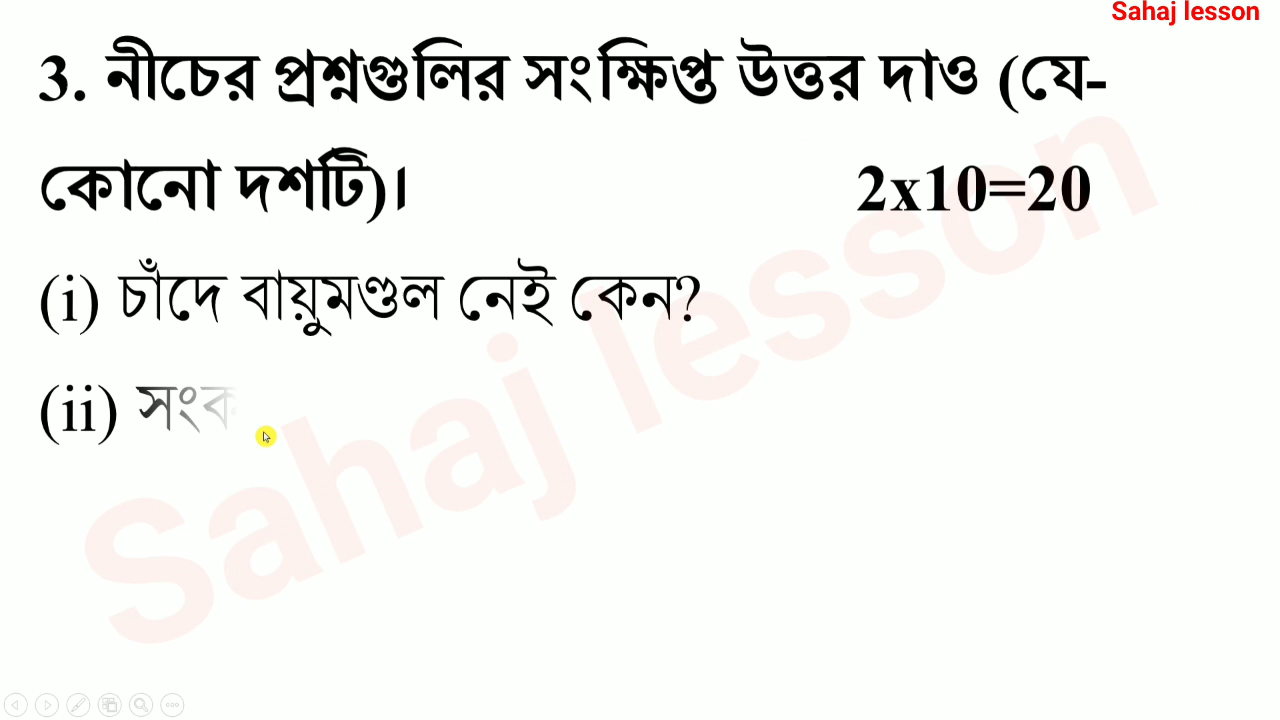 Sahaj lesson
3. নীচের প্রশ্নগুলির সংক্ষিপ্ত উত্তর দাও (যে-
কোনো দশটি)। 2x10=20
(i) চাঁদে বায়ুমণ্ডল নেই কেন?
(ii)
Sahaj lesson